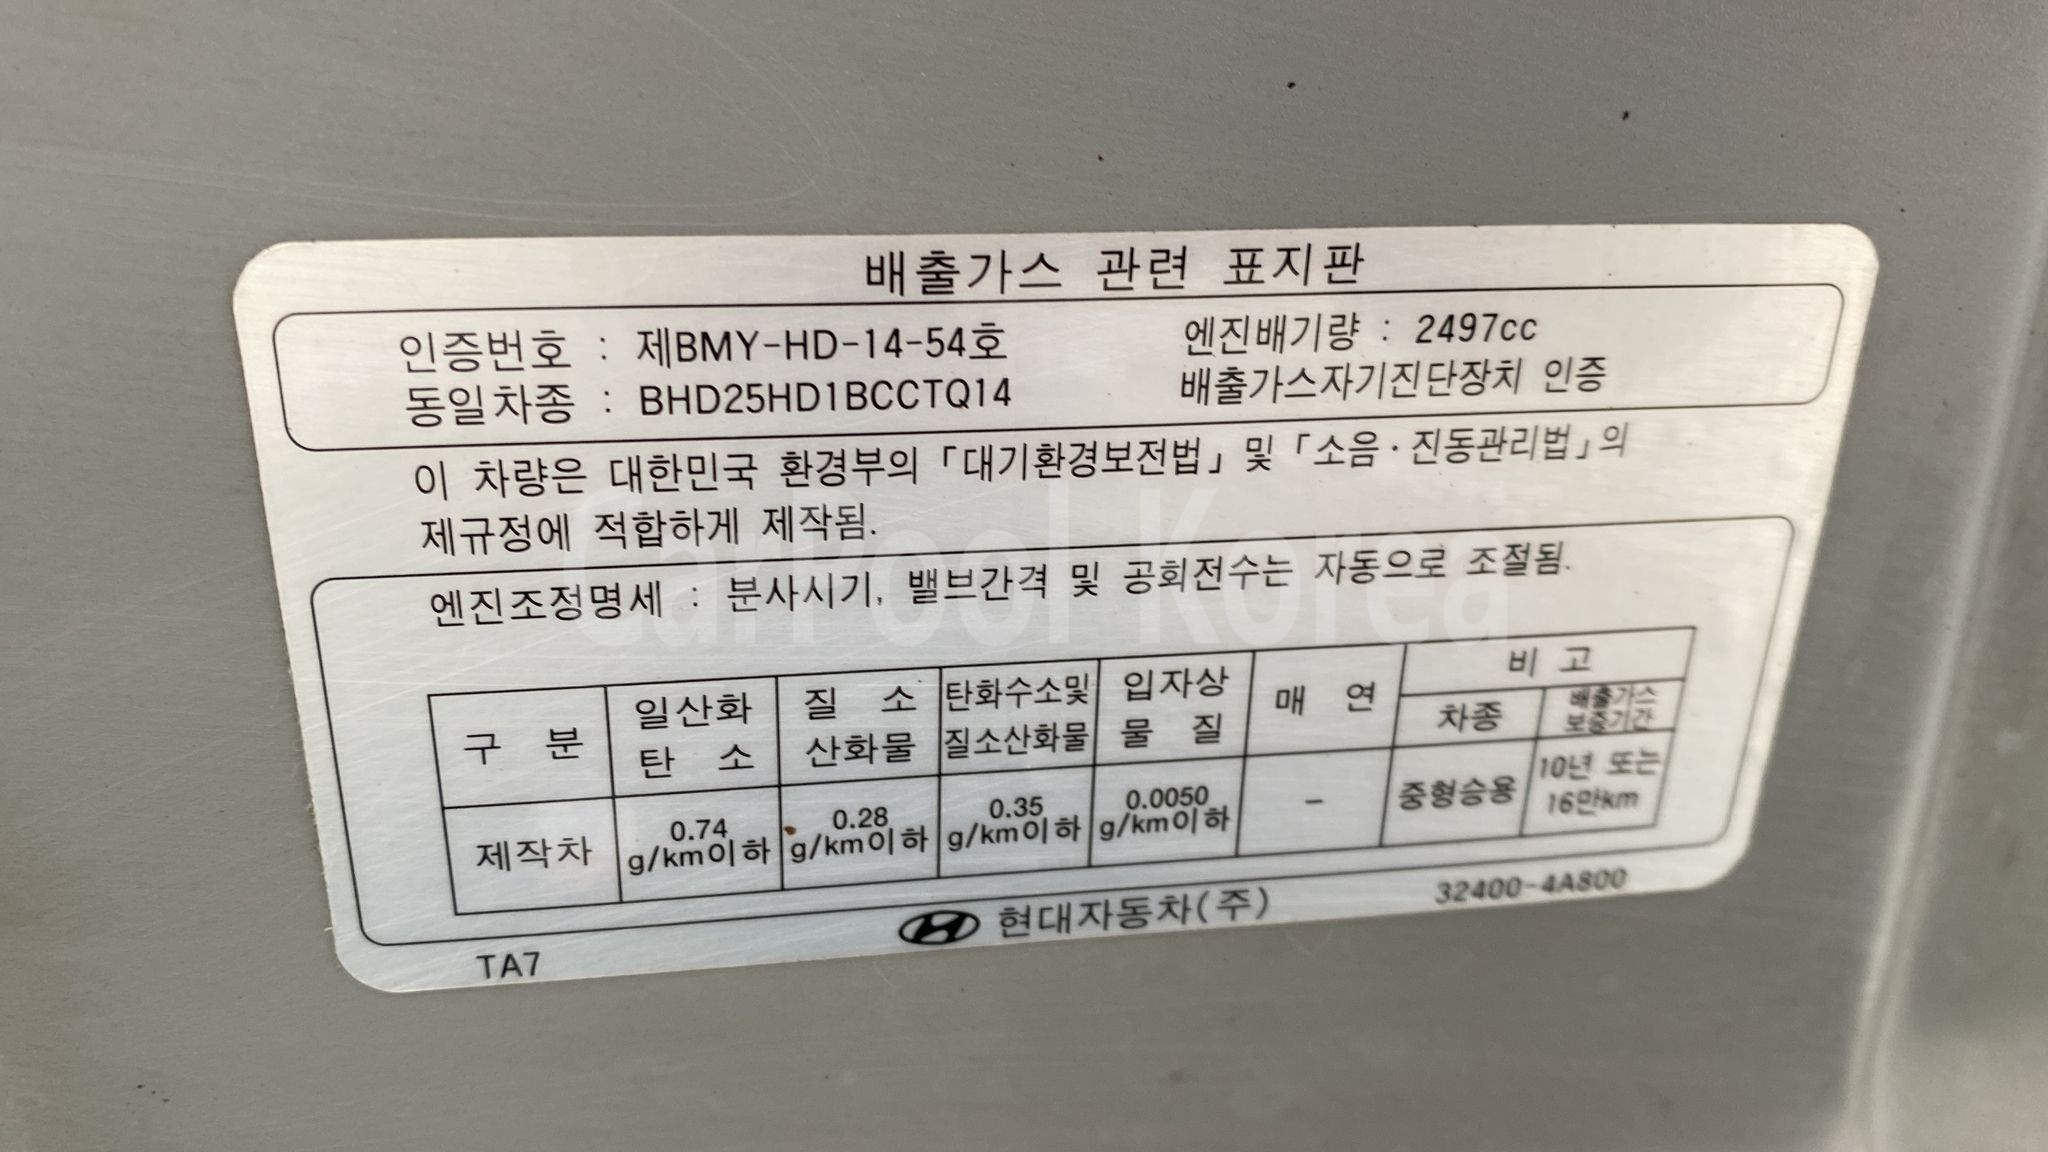 배출가스 관련 표지판
인증번호 : 제BMY-HD-14-54호 엔진배기량 : 2497cc
동일차종 : BHD25HD1BCCTQ14 배출가스자기진단장치 인증
이 차량은 대한민국 환경부의 「대기환경보전법」 및 「소음·진동관리법」의
제규정에 적합하게 제작됨.
엔진조정명세 : 분사시기, 밸브간격 및 공회전수는 자동으로 조절됨.
구 분 일산화 탄 소 질 소 산화물 탄화수소및 질소산화물 입자상 물 질 매 연 비 고
차종 배출가스 보증기간
제작차 0.74 g/km이하 0.28 g/km이하 0.35 g/km이하 0.0050 g/km이하 - 중형승용 10년 또는 16만km
TA7 현대자동차(주) 32400-4A800
CarPool Korea